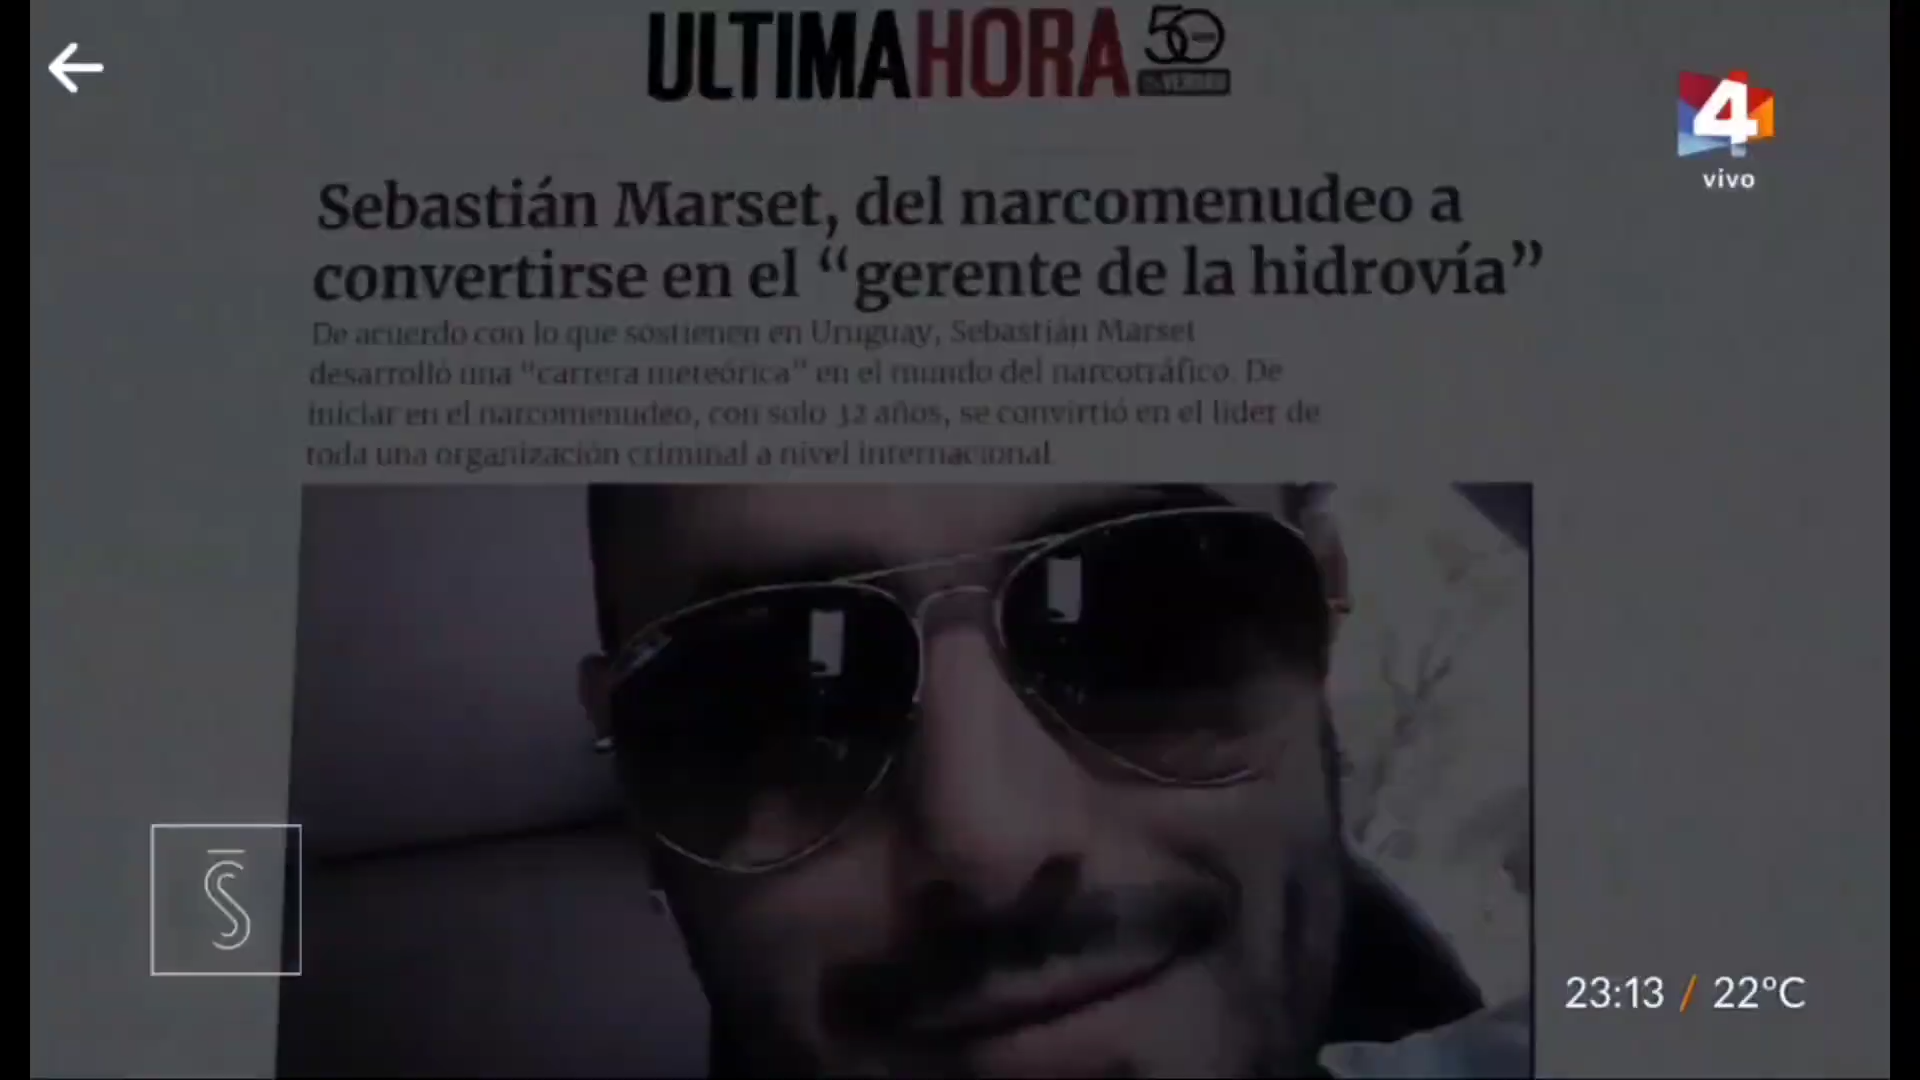 ULTIMAHORA 50
DE VERDAD
4
vivo
Sebastián Marset, del narcomenudeo a
convertirse en el “gerente de la hidrovía”
De acuerdo con lo que sostienen en Uruguay, Sebastián Marset
desarrolló una “carrera meteórica” en el mundo del narcotráfico. De
iniciar en el narcomenudeo, con solo 32 años, se convirtió en el líder de
toda una organización criminal a nivel internacional.
S
23:13 / 22°C